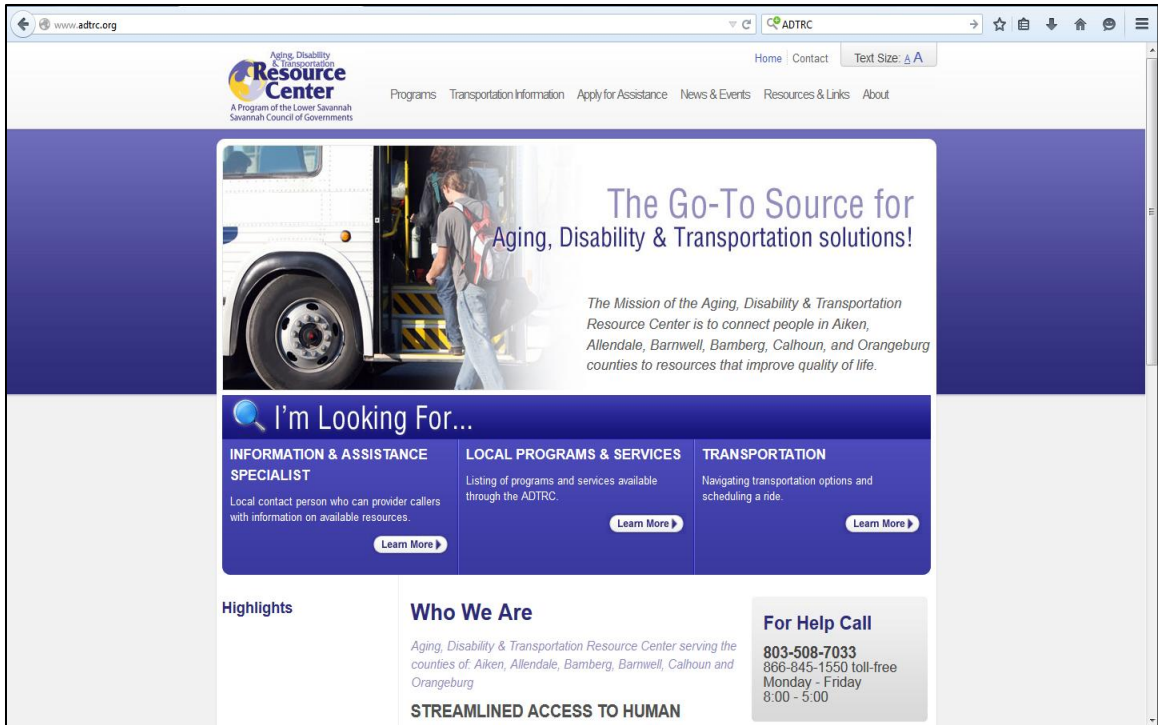 www.adtrc.org
ADTRC
Aging, Disability
& Transportation
Resource
Center
A Program of the Lower Savannah
Savannah Council of Governments
Home Contact Text Size: A A
Programs Transportation Information Apply for Assistance News & Events Resources & Links About
The Go-To Source for
Aging, Disability & Transportation solutions!
The Mission of the Aging, Disability & Transportation
Resource Center is to connect people in Aiken,
Allendale, Barnwell, Bamberg, Calhoun, and Orangeburg
counties to resources that improve quality of life.
I'm Looking For...
INFORMATION & ASSISTANCE
SPECIALIST
Local contact person who can provider callers
with information on available resources.
Learn More
LOCAL PROGRAMS & SERVICES
Listing of programs and services available
through the ADTRC.
Learn More
TRANSPORTATION
Navigating transportation options and
scheduling a ride.
Learn More
Highlights
Who We Are
Aging, Disability & Transportation Resource Center serving the
counties of: Aiken, Allendale, Bamberg, Barnwell, Calhoun and
Orangeburg
STREAMLINED ACCESS TO HUMAN
For Help Call
803-508-7033
866-845-1550 toll-free
Monday - Friday
8:00 - 5:00